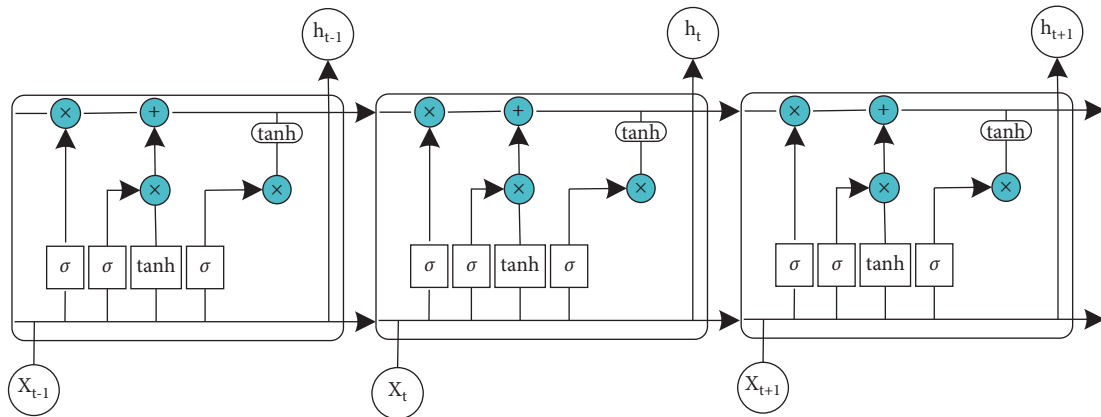 h_{t-1} h_t h_{t+1}
× + × + × +
tanh tanh tanh
× × × × × ×
σ σ tanh σ σ σ tanh σ σ σ tanh σ
X_{t-1} X_t X_{t+1}